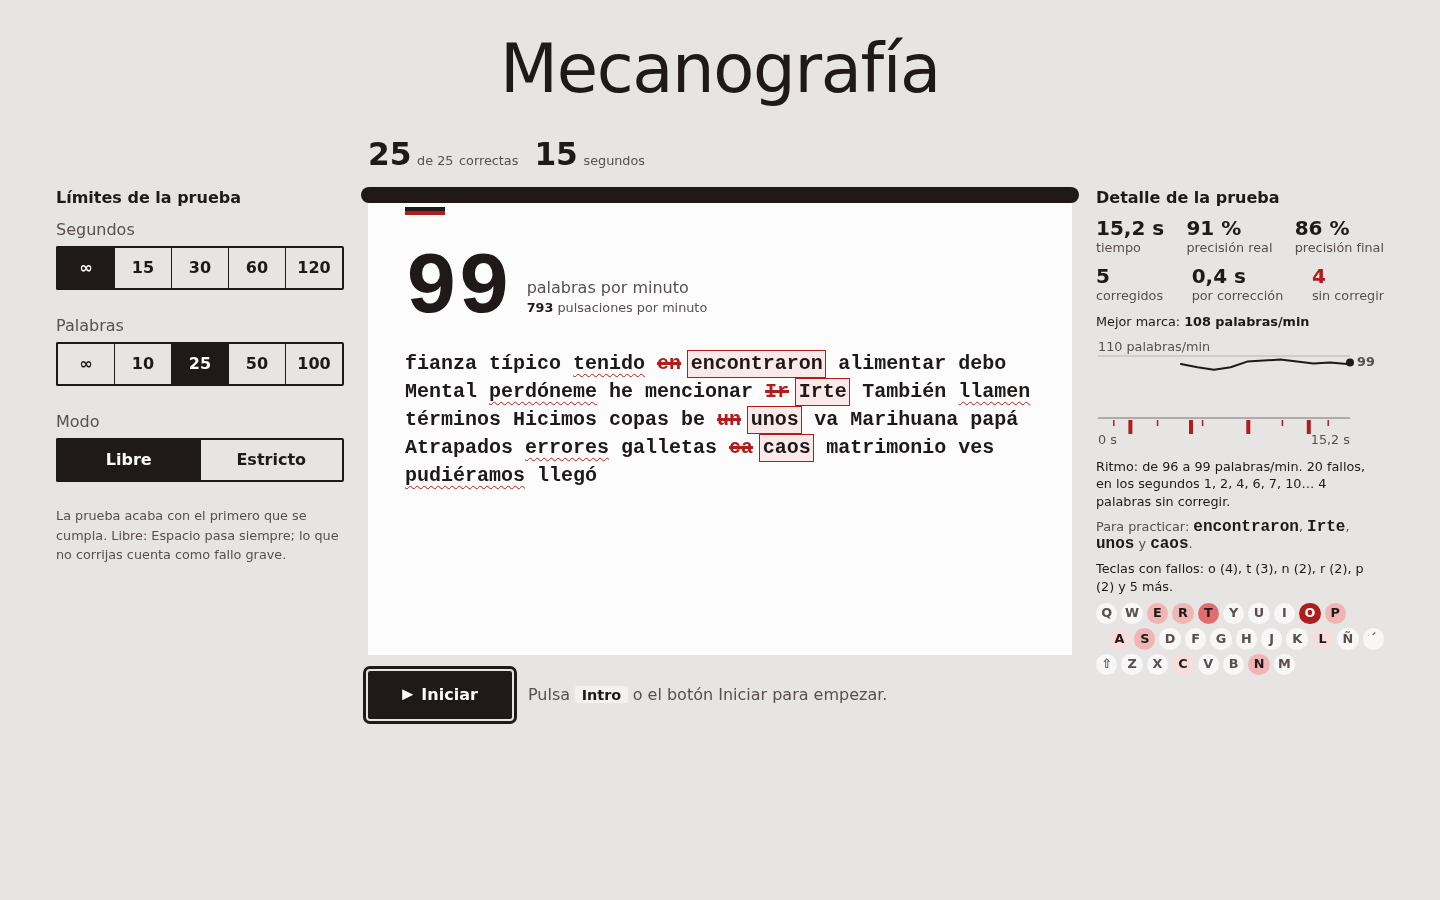 Mecanografía
25 de 25 correctas 15 segundos
Límites de la prueba
Segundos
∞ 15 30 60 120
Palabras
∞ 10 25 50 100
Modo
Libre Estricto
La prueba acaba con el primero que se
cumpla. Libre: Espacio pasa siempre; lo que
no corrijas cuenta como fallo grave.
99 palabras por minuto
793 pulsaciones por minuto
fianza típico tenido en encontraron alimentar debo
Mental perdóneme he mencionar Ir Irte También llamen
términos Hicimos copas be un unos va Marihuana papá
Atrapados errores galletas ca caos matrimonio ves
pudiéramos llegó
▶ Iniciar
Pulsa Intro o el botón Iniciar para empezar.
Detalle de la prueba
15,2 s 91 % 86 %
tiempo precisión real precisión final
5 0,4 s 4
corregidos por corrección sin corregir
Mejor marca: 108 palabras/min
110 palabras/min
99
0 s 15,2 s
Ritmo: de 96 a 99 palabras/min. 20 fallos,
en los segundos 1, 2, 4, 6, 7, 10… 4
palabras sin corregir.
Para practicar: encontraron, Irte,
unos y caos.
Teclas con fallos: o (4), t (3), n (2), r (2), p
(2) y 5 más.
Q W E R T Y U I O P
A S D F G H J K L Ñ ´
⇧ Z X C V B N M